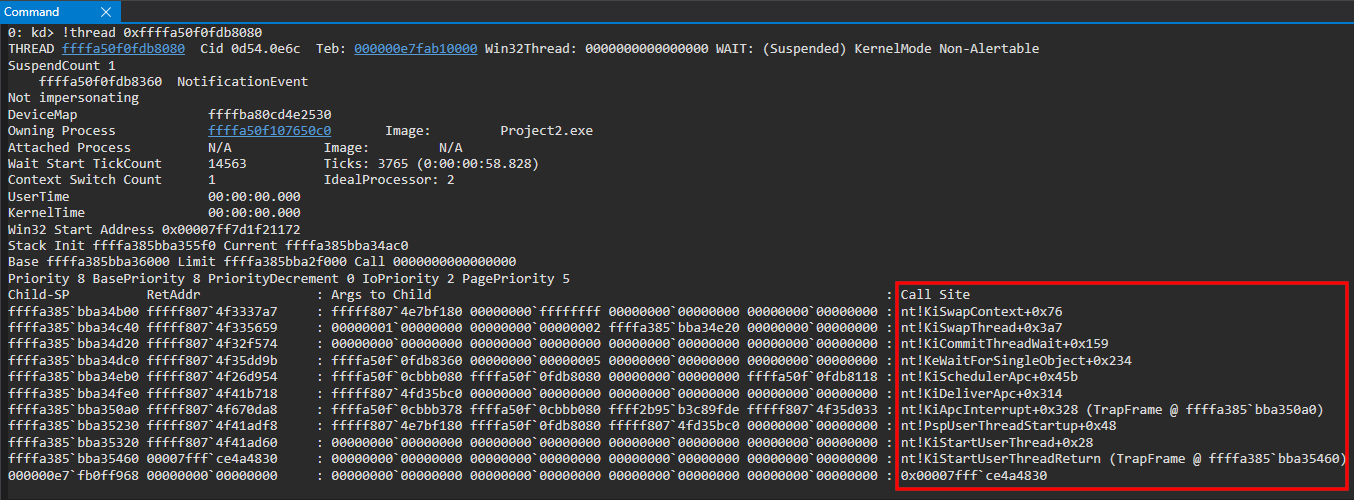 Command
0: kd> !thread 0xffffa50f0fdb8080
THREAD ffffa50f0fdb8080  Cid 0d54.0e6c  Teb: 000000e7fab10000 Win32Thread: 0000000000000000 WAIT: (Suspended) KernelMode Non-Alertable
SuspendCount 1
    ffffa50f0fdb8360  NotificationEvent
Not impersonating
DeviceMap                 ffffba80cd4e2530
Owning Process            ffffa50f107650c0       Image:         Project2.exe
Attached Process          N/A            Image:         N/A
Wait Start TickCount      14563          Ticks: 3765 (0:00:00:58.828)
Context Switch Count      1              IdealProcessor: 2
UserTime                  00:00:00.000
KernelTime                00:00:00.000
Win32 Start Address 0x00007ff7d1f21172
Stack Init ffffa385bba355f0 Current ffffa385bba34ac0
Base ffffa385bba36000 Limit ffffa385bba2f000 Call 0000000000000000
Priority 8 BasePriority 8 PriorityDecrement 0 IoPriority 2 PagePriority 5
Child-SP          RetAddr               : Args to Child                                                           : Call Site
ffffa385`bba34b00 fffff807`4f3337a7     : fffff807`4e7bf180 00000000`ffffffff 00000000`00000000 00000000`00000000 : nt!KiSwapContext+0x76
ffffa385`bba34c40 fffff807`4f335659     : 00000001`00000000 00000000`00000002 ffffa385`bba34e20 00000000`00000000 : nt!KiSwapThread+0x3a7
ffffa385`bba34d20 fffff807`4f32f574     : 00000000`00000000 00000000`00000000 00000000`00000000 00000000`00000000 : nt!KiCommitThreadWait+0x159
ffffa385`bba34dc0 fffff807`4f35dd9b     : ffffa50f`0fdb8360 00000000`00000005 00000000`00000000 00000000`00000000 : nt!KeWaitForSingleObject+0x234
ffffa385`bba34eb0 fffff807`4f26d954     : ffffa50f`0cbbb080 ffffa50f`0fdb8080 00000000`00000000 ffffa50f`0fdb8118 : nt!KiSchedulerApc+0x45b
ffffa385`bba34fe0 fffff807`4f41b718     : fffff807`4fd35bc0 00000000`00000000 00000000`00000000 00000000`00000000 : nt!KiDeliverApc+0x314
ffffa385`bba350a0 fffff807`4f670da8     : ffffa50f`0cbbb378 ffffa50f`0cbbb080 ffff2b95`b3c89fde fffff807`4f35d033 : nt!KiApcInterrupt+0x328 (TrapFrame @ ffffa385`bba350a0)
ffffa385`bba35230 fffff807`4f41adf8     : fffff807`4e7bf180 ffffa50f`0fdb8080 fffff807`4fd35bc0 00000000`00000000 : nt!PspUserThreadStartup+0x48
ffffa385`bba35320 fffff807`4f41ad60     : 00000000`00000000 00000000`00000000 00000000`00000000 00000000`00000000 : nt!KiStartUserThread+0x28
ffffa385`bba35460 00007fff`ce4a4830     : 00000000`00000000 00000000`00000000 00000000`00000000 00000000`00000000 : nt!KiStartUserThreadReturn (TrapFrame @ ffffa385`bba35460)
000000e7`fb0ff968 00000000`00000000     : 00000000`00000000 00000000`00000000 00000000`00000000 00000000`00000000 : 0x00007fff`ce4a4830